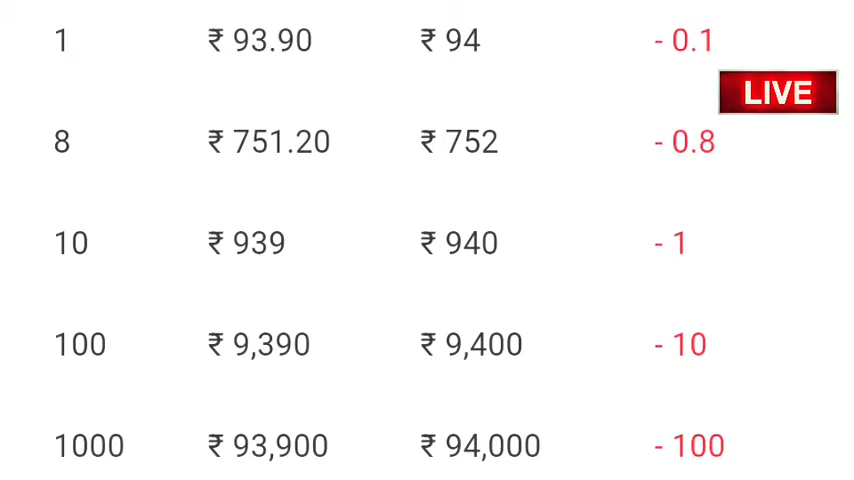 1 ₹ 93.90 ₹ 94 - 0.1
LIVE
8 ₹ 751.20 ₹ 752 - 0.8
10 ₹ 939 ₹ 940 - 1
100 ₹ 9,390 ₹ 9,400 - 10
1000 ₹ 93,900 ₹ 94,000 - 100